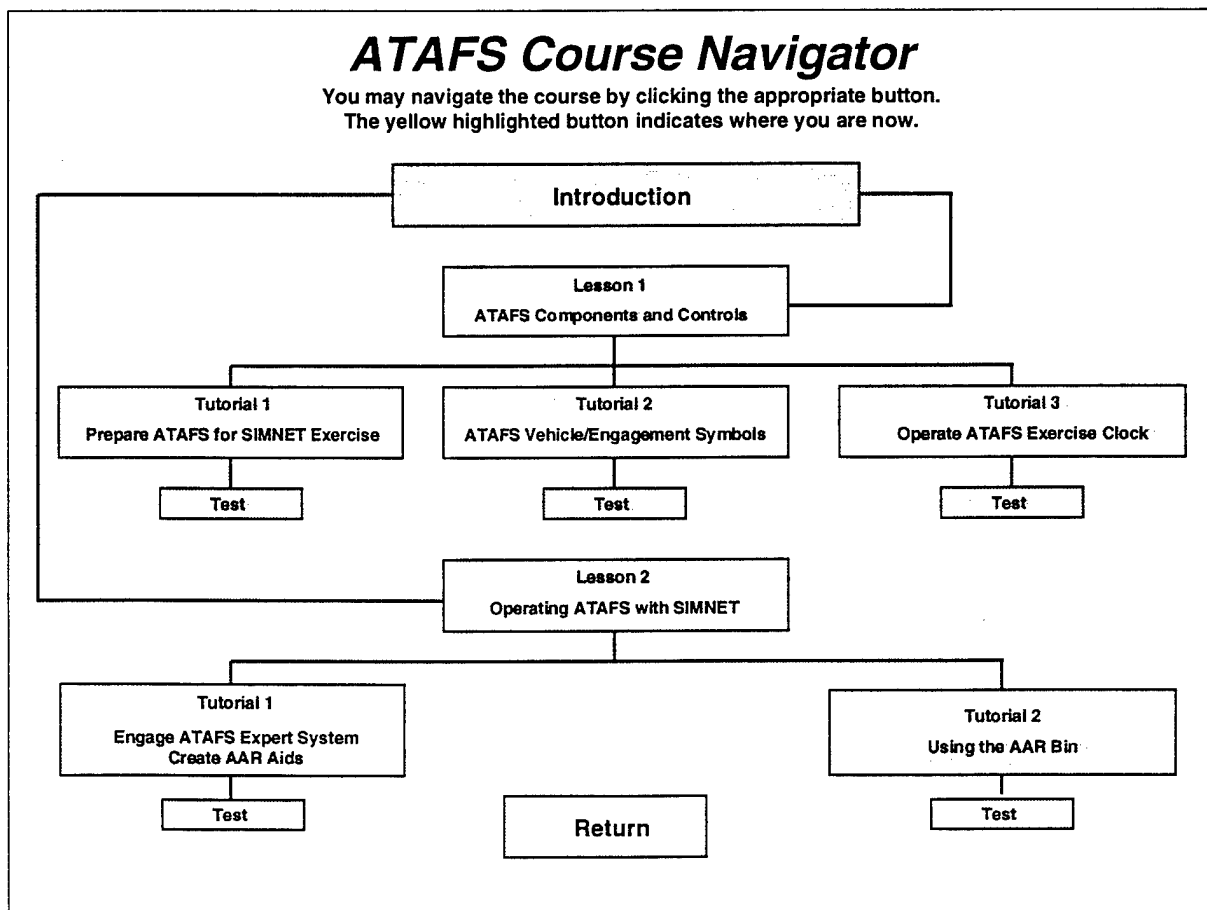 ATAFS Course Navigator
You may navigate the course by clicking the appropriate button.
The yellow highlighted button indicates where you are now.
Introduction
Lesson 1
ATAFS Components and Controls
Tutorial 1
Prepare ATAFS for SIMNET Exercise
Test
Tutorial 2
ATAFS Vehicle/Engagement Symbols
Test
Tutorial 3
Operate ATAFS Exercise Clock
Test
Lesson 2
Operating ATAFS with SIMNET
Tutorial 1
Engage ATAFS Expert System
Create AAR Aids
Test
Tutorial 2
Using the AAR Bin
Test
Return